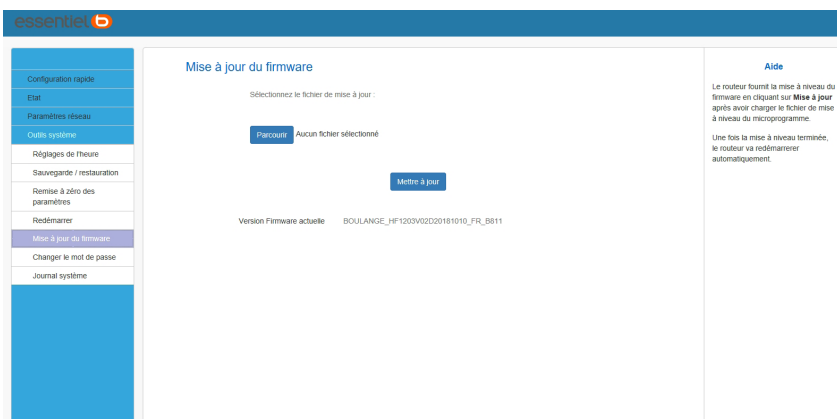 essentiel b
Configuration rapide
Etat
Paramètres réseau
Outils système
Réglages de l'heure
Sauvegarde / restauration
Remise à zéro des
paramètres
Redémarrer
Mise à jour du firmware
Changer le mot de passe
Journal système
Mise à jour du firmware
Sélectionnez le fichier de mise à jour :
Parcourir Aucun fichier sélectionné
Mettre à jour
Version Firmware actuelle BOULANGE_HF1203V02D20181010_FR_B811
Aide
Le routeur fournit la mise à niveau du
firmware en cliquant sur Mise à jour
après avoir charger le fichier de mise
à niveau du microprogramme.
Une fois la mise à niveau terminée,
le routeur va redémarrerer
automatiquement.